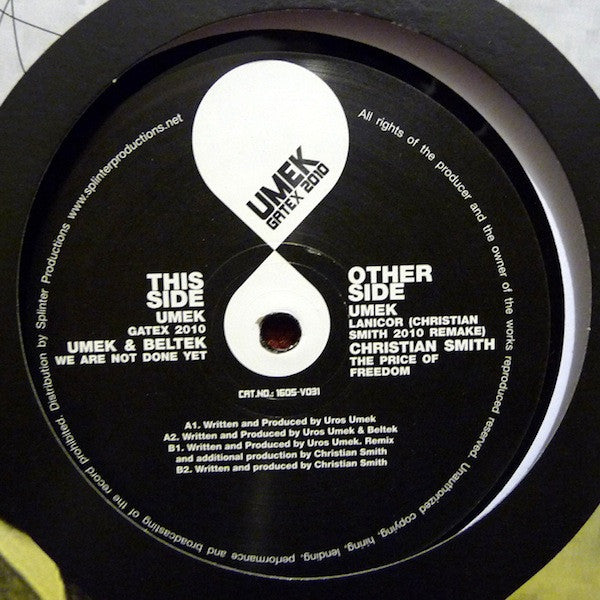 UMEK
GATEX 2010
THIS
SIDE
UMEK
GATEX 2010
UMEK & BELTEK
WE ARE NOT DONE YET
OTHER
SIDE
UMEK
LANICOR (CHRISTIAN
SMITH 2010 REMAKE)
CHRISTIAN SMITH
THE PRICE OF
FREEDOM
CAT.NO.: 1605-V031
A1. Written and Produced by Uros Umek
A2. Written and Produced by Uros Umek & Beltek
B1. Written and Produced by Uros Umek. Remix
and additional production by Christian Smith
B2. Written and produced by Christian Smith
All rights of the producer and the owner of the works reproduced reserved. Unauthorized copying, hiring, lending, performance and broadcasting of the record prohibited. Distribution by Splinter Productions www.splinterproductions.net